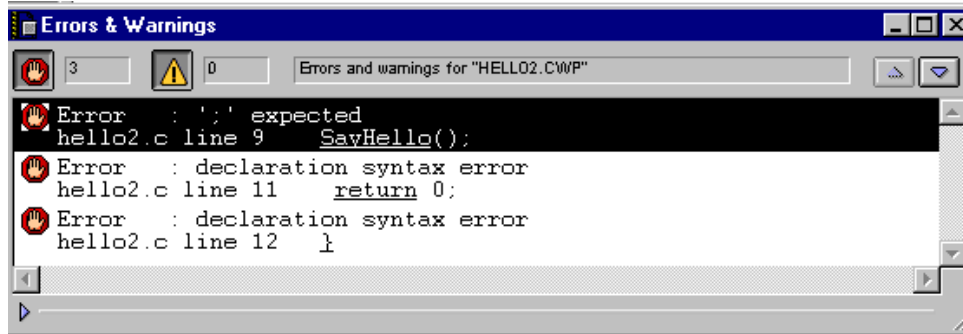 Errors & Warnings
3 0 Errors and warnings for "HELLO2.CWP"
Error : ';' expected
hello2.c line 9 SayHello();
Error : declaration syntax error
hello2.c line 11 return 0;
Error : declaration syntax error
hello2.c line 12 }